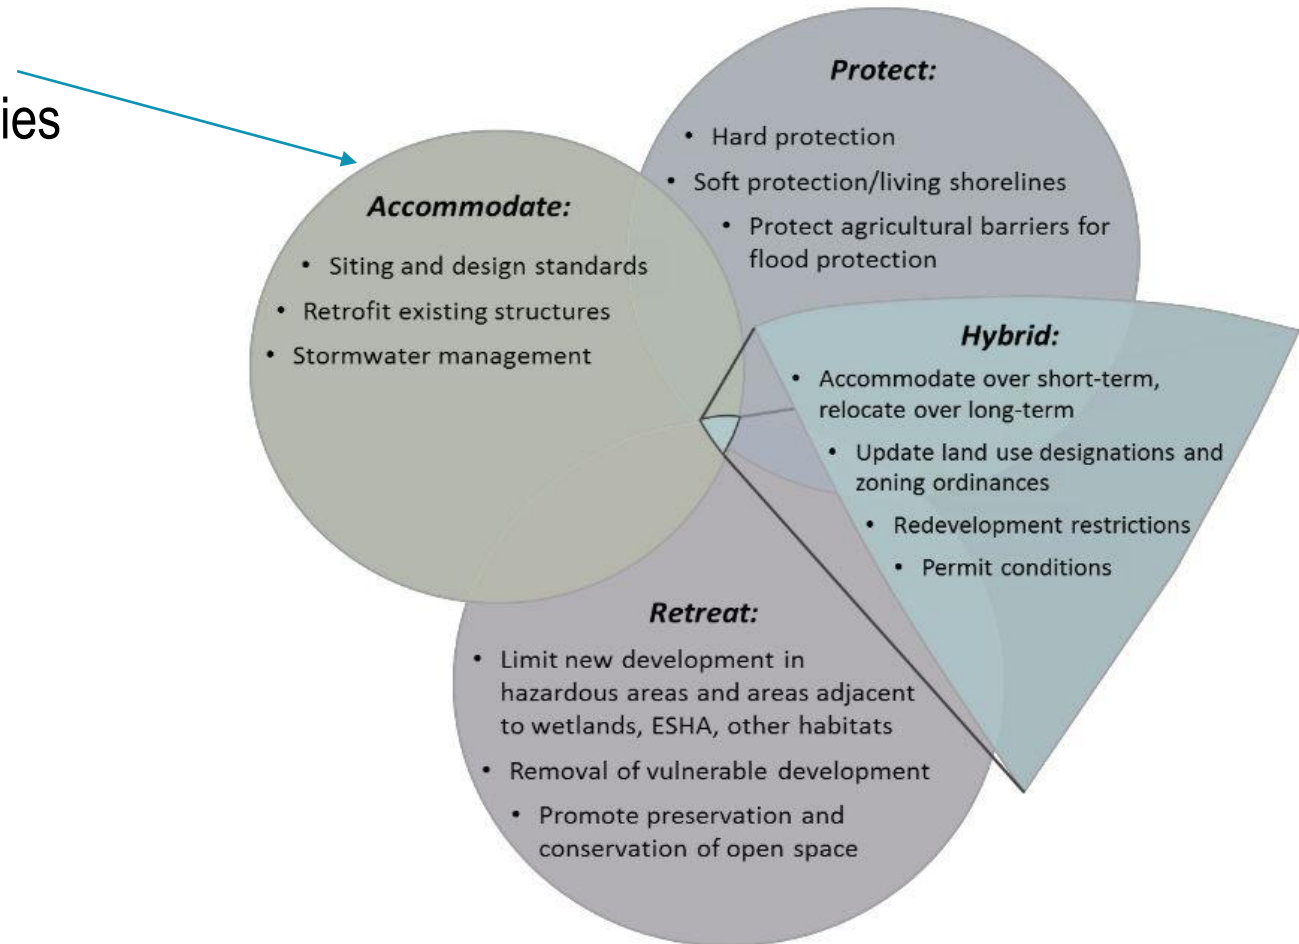 ies
Protect:
• Hard protection
• Soft protection/living shorelines
• Protect agricultural barriers for
flood protection
Accommodate:
• Siting and design standards
• Retrofit existing structures
• Stormwater management
Hybrid:
• Accommodate over short-term,
relocate over long-term
• Update land use designations and
zoning ordinances
• Redevelopment restrictions
• Permit conditions
Retreat:
• Limit new development in
hazardous areas and areas adjacent
to wetlands, ESHA, other habitats
• Removal of vulnerable development
• Promote preservation and
conservation of open space